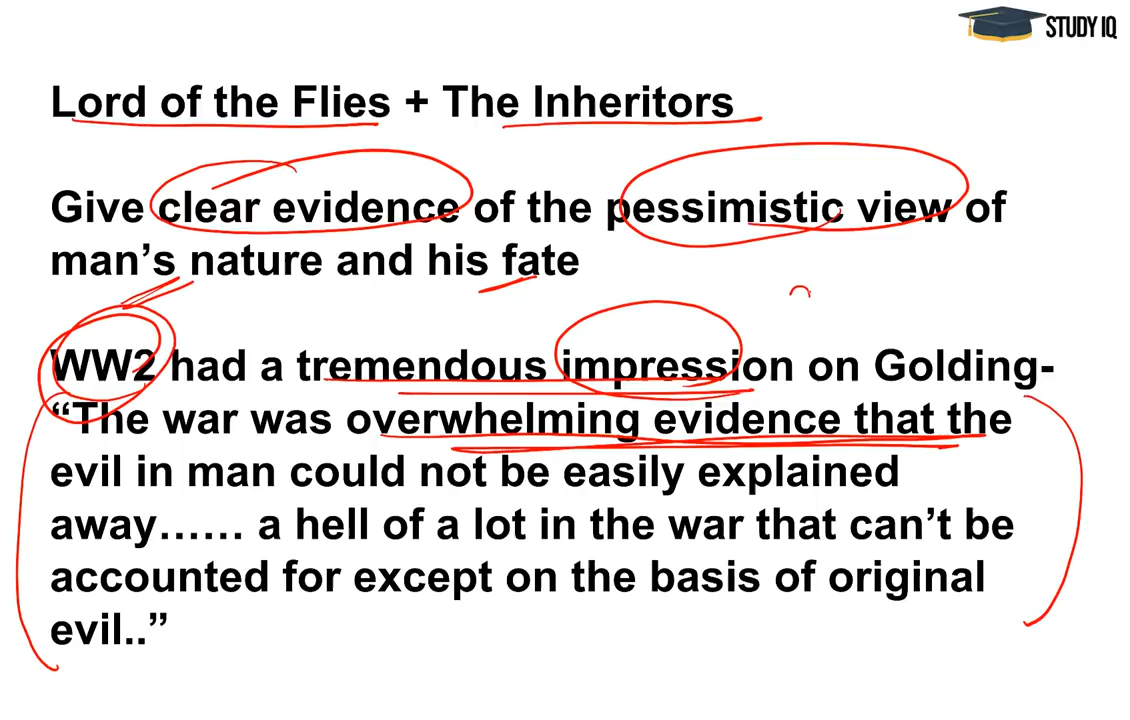 STUDY IQ
Lord of the Flies + The Inheritors
Give clear evidence of the pessimistic view of
man’s nature and his fate
WW2 had a tremendous impression on Golding-
“The war was overwhelming evidence that the
evil in man could not be easily explained
away…… a hell of a lot in the war that can’t be
accounted for except on the basis of original
evil..”